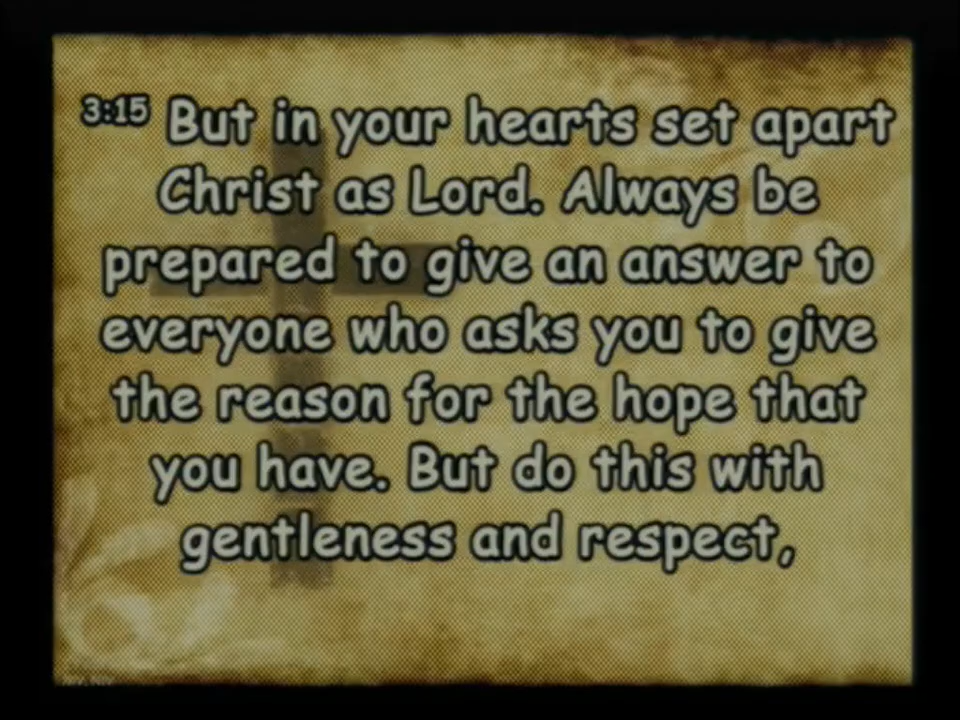 3:15 But in your hearts set apart
Christ as Lord. Always be
prepared to give an answer to
everyone who asks you to give
the reason for the hope that
you have. But do this with
gentleness and respect,